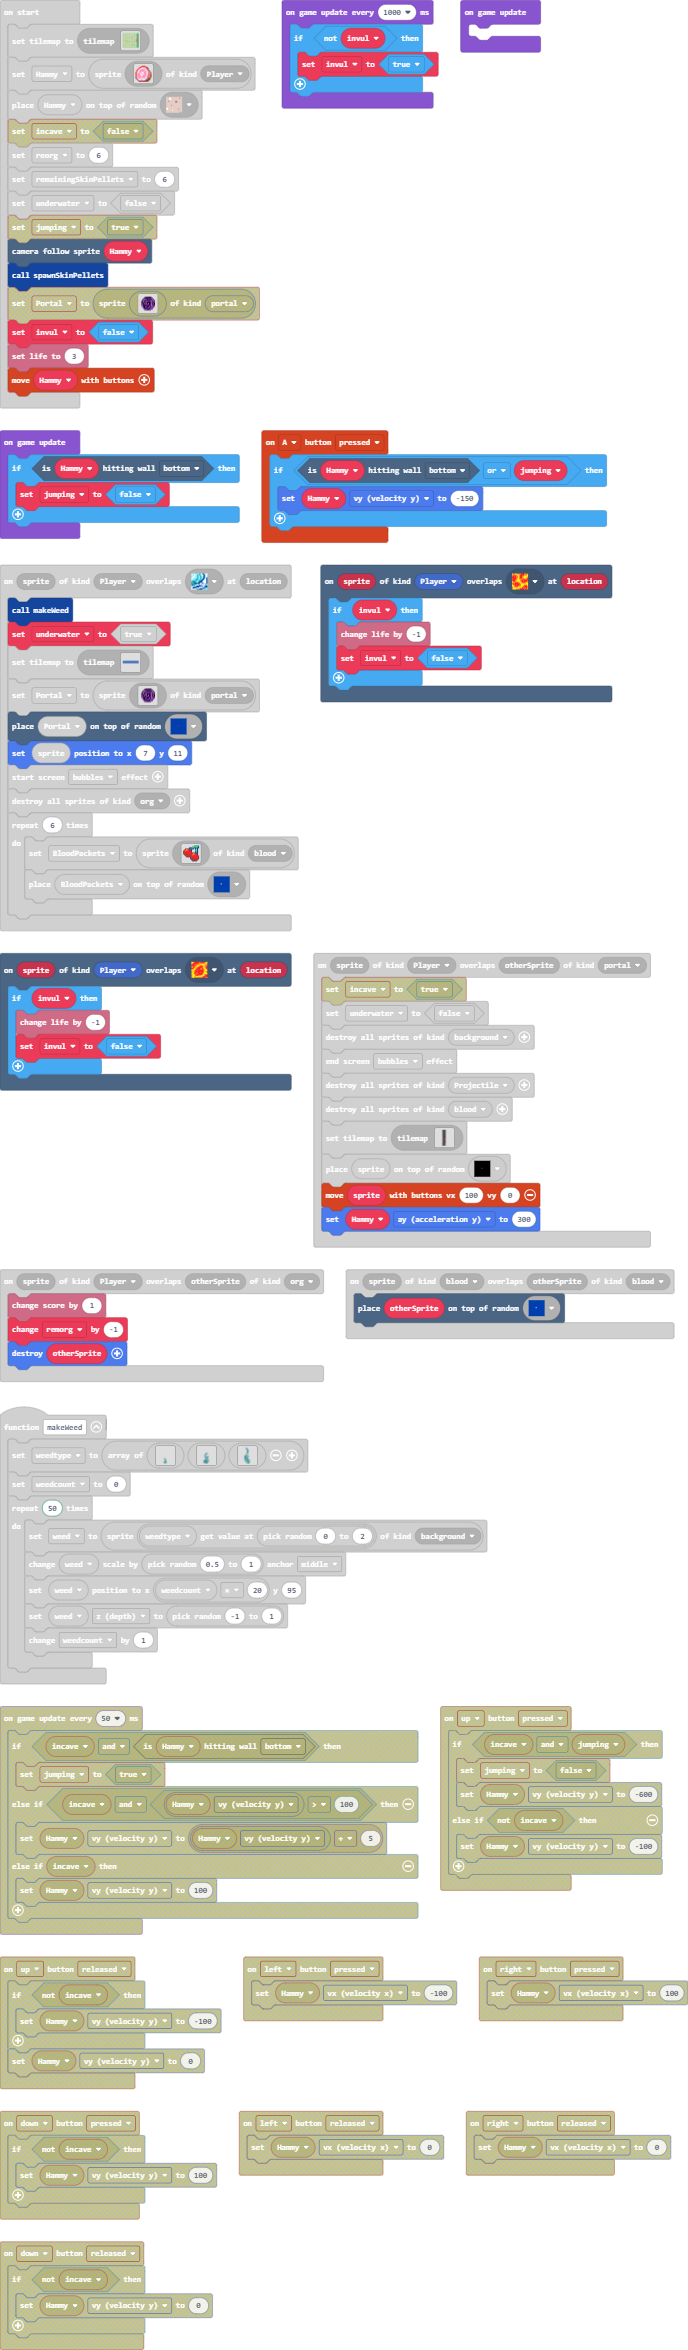 on start
set tilemap to tilemap
set Hammy to sprite of kind Player
place Hammy on top of random
set incave to false
set reorg to 6
set remainingSkinPellets to 6
set underwater to false
set jumping to true
camera follow sprite Hammy
call spawnSkinPellets
set Portal to sprite of kind portal
set invul to false
set life to 3
move Hammy with buttons
on game update every 1000 ms
if not invul then
set invul to true
on game update
on game update
if is Hammy hitting wall bottom then
set jumping to false
on A button pressed
if is Hammy hitting wall bottom or jumping then
set Hammy vy (velocity y) to -150
on sprite of kind Player overlaps at location
call makeWeed
set underwater to true
set tilemap to tilemap
set Portal to sprite of kind portal
place Portal on top of random
set sprite position to x 7 y 11
start screen bubbles effect
destroy all sprites of kind org
repeat 6 times
do
set BloodPackets to sprite of kind blood
place BloodPackets on top of random
on sprite of kind Player overlaps at location
if invul then
change life by -1
set invul to false
on sprite of kind Player overlaps at location
if invul then
change life by -1
set invul to false
on sprite of kind Player overlaps otherSprite of kind portal
set incave to true
set underwater to false
destroy all sprites of kind background
end screen bubbles effect
destroy all sprites of kind Projectile
destroy all sprites of kind blood
set tilemap to tilemap
place sprite on top of random
move sprite with buttons vx 100 vy 0
set Hammy ay (acceleration y) to 300
on sprite of kind Player overlaps otherSprite of kind org
change score by 1
change remorg by -1
destroy otherSprite
on sprite of kind blood overlaps otherSprite of kind blood
place otherSprite on top of random
function makeWeed
set weedtype to array of
set weedcount to 0
repeat 50 times
do
set weed to sprite weedtype get value at pick random 0 to 2 of kind background
change weed scale by pick random 0.5 to 1 anchor middle
set weed position to x weedcount × 20 y 95
set weed z (depth) to pick random -1 to 1
change weedcount by 1
on game update every 50 ms
if incave and is Hammy hitting wall bottom then
set jumping to true
else if incave and Hammy vy (velocity y) > 100 then
set Hammy vy (velocity y) to Hammy vy (velocity y) + 5
else if incave then
set Hammy vy (velocity y) to 100
on up button pressed
if incave and jumping then
set jumping to false
set Hammy vy (velocity y) to -600
else if not incave then
set Hammy vy (velocity y) to -100
on up button released
if not incave then
set Hammy vy (velocity y) to -100
set Hammy vy (velocity y) to 0
on left button pressed
set Hammy vx (velocity x) to -100
on right button pressed
set Hammy vx (velocity x) to 100
on down button pressed
if not incave then
set Hammy vy (velocity y) to 100
on left button released
set Hammy vx (velocity x) to 0
on right button released
set Hammy vx (velocity x) to 0
on down button released
if not incave then
set Hammy vy (velocity y) to 0